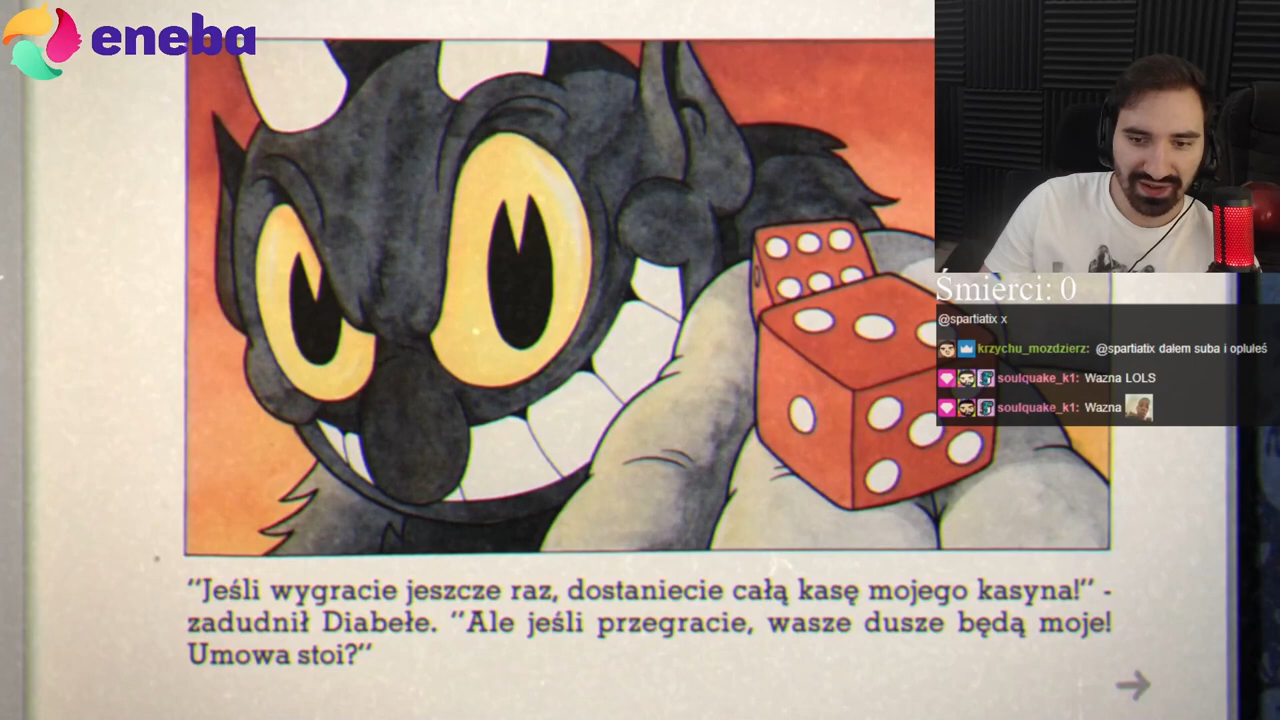 eneba
Śmierci: 0
@spartiatix x
krzychu_mozdzierz: @spartiatix dałem suba i oplułeś
soulquake_k1: Wazna LOLS
soulquake_k1: Wazna
“Jeśli wygracie jeszcze raz, dostaniecie całą kasę mojego kasyna!” -
zadudnił Diabełe. “Ale jeśli przegracie, wasze dusze będą moje!
Umowa stoi?”